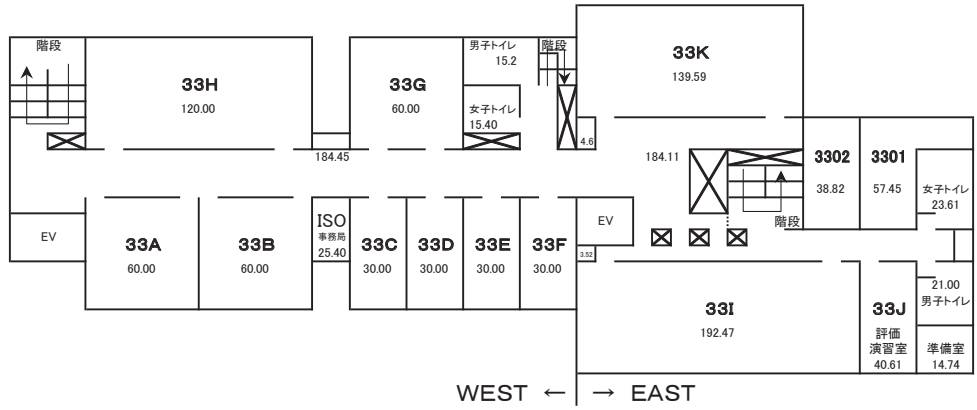 階段
33H
120.00
33G
60.00
男子トイレ
15.2
階段
女子トイレ
15.40
33K
139.59
184.45
4.6
184.11
3302
38.82
3301
57.45
女子トイレ
23.61
階段
EV
33A
60.00
33B
60.00
ISO
事務局
25.40
33C
30.00
33D
30.00
33E
30.00
33F
30.00
EV
3.52
33I
192.47
33J
評価
演習室
40.61
21.00
男子トイレ
準備室
14.74
WEST ← → EAST